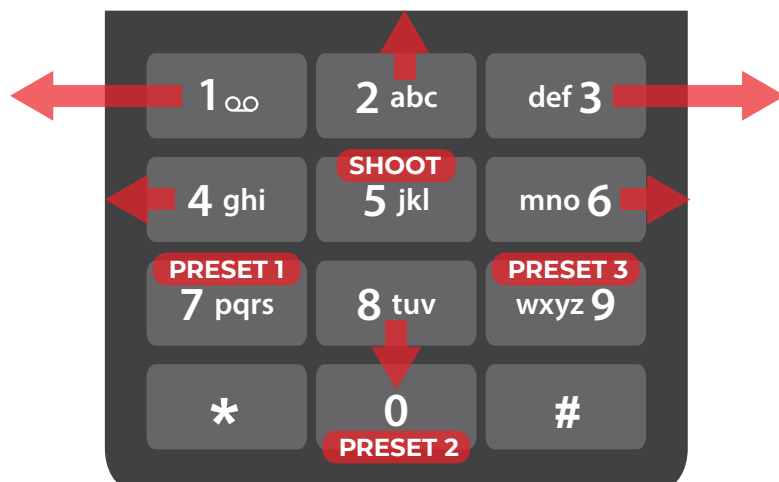 1 2 abc def 3
SHOOT
4 ghi 5 jkl mno 6
PRESET 1 PRESET 3
7 pqrs 8 tuv wxyz 9
* 0 #
PRESET 2